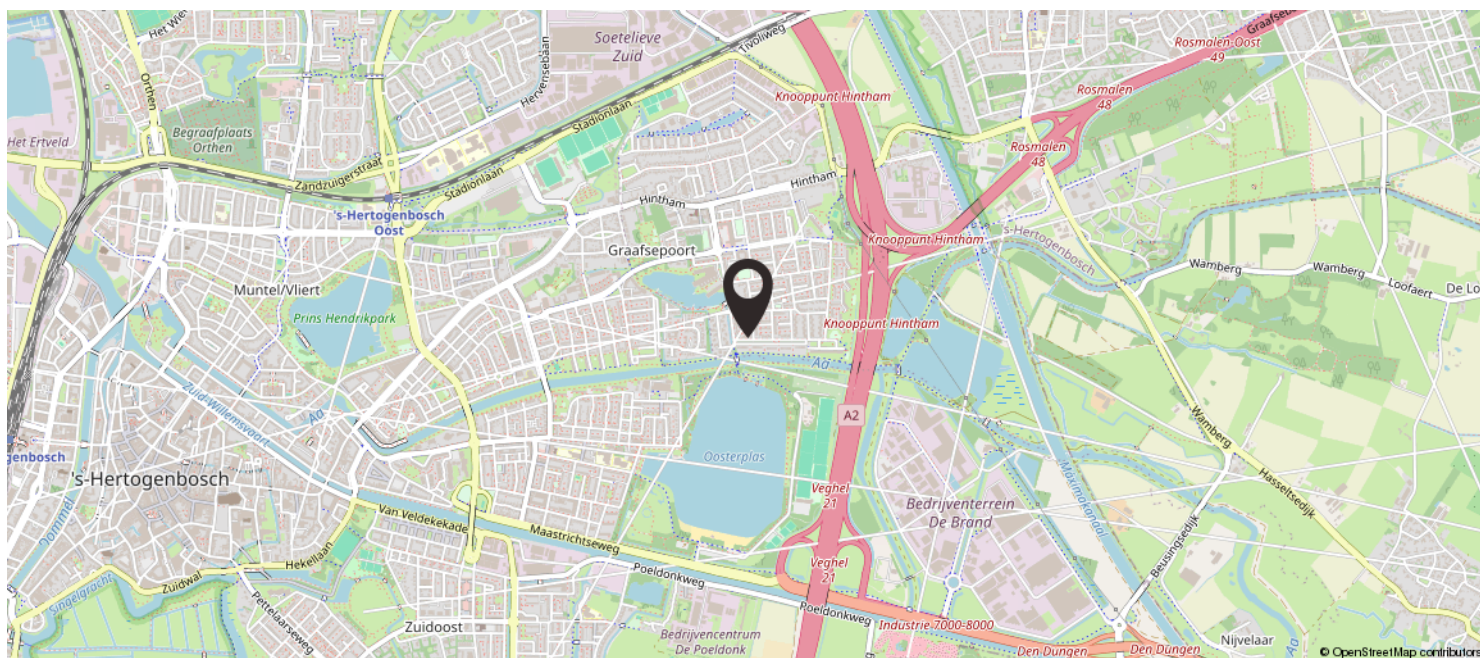 Het Wie
Soetelieve
Zuid
Tivoliweg
Graafseb
Rosmalen-Oost
49
Orthen
Hervensebaan
Knooppunt Hintham
Rosmalen
48
Het Ertveld
Begraafplaats
Orthen
Stadionlaan
Zandzuigerstraat
Stadionlaan
Rosmalen
48
Hintham
Hintham
's-Hertogenbosch
Oost
Graafsepoort
Knooppunt Hintham
's-Hertogenbosch
Wamberg
Wamberg
Loofaert
De Lo
Muntel/Vliert
Prins Hendrikpark
Knooppunt Hintham
Aa
Zuid-Willemsvaart
Aa
A2
Wamberg
genbosch
's-Hertogenbosch
Oosterplas
Maximakanaal
Hasseltsedijk
Veghel
21
Bedrijventerrein
De Brand
Dommel
Van Veldekekade
Maastrichtseweg
Beusingsedijk
Hekellaan
Zuidwal
Poeldonkweg
Veghel
21
Singelgracht
Pettelaarseweg
Poeldonkweg
Zuidoost
Industrie 7000-8000
Bedrijvencentrum
De Poeldonk
Den Dungen
Den Dungen
Nijvelaar
Aa
© OpenStreetMap contributors